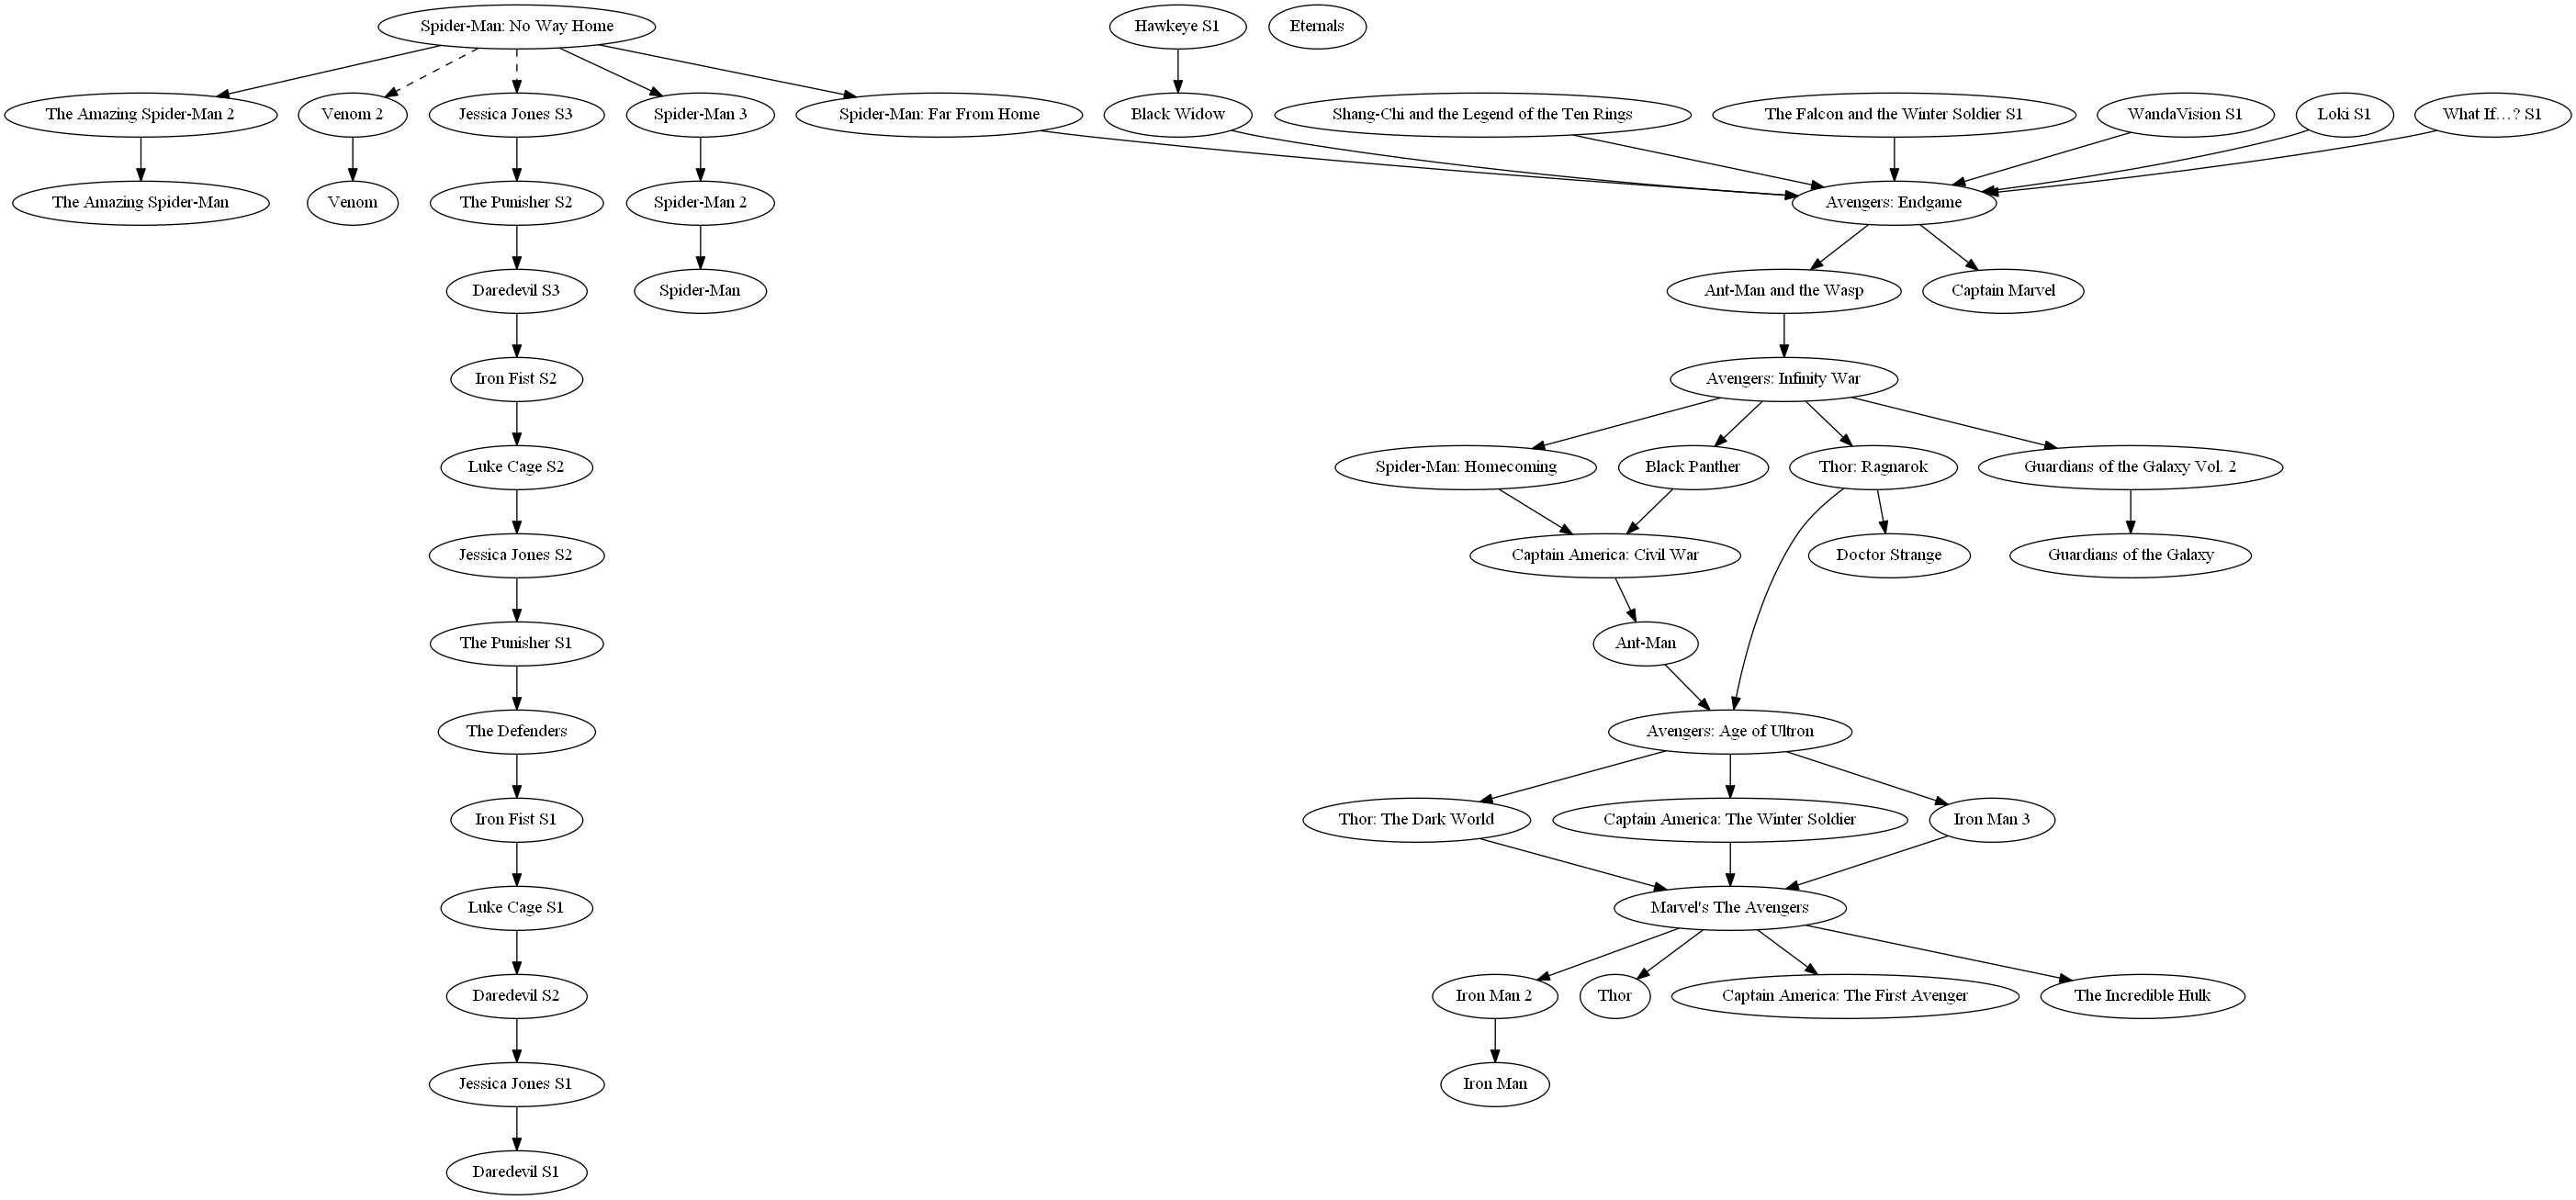 Spider-Man: No Way Home
Hawkeye S1
Eternals
The Amazing Spider-Man 2
Venom 2
Jessica Jones S3
Spider-Man 3
Spider-Man: Far From Home
Black Widow
Shang-Chi and the Legend of the Ten Rings
The Falcon and the Winter Soldier S1
WandaVision S1
Loki S1
What If…? S1
The Amazing Spider-Man
Venom
The Punisher S2
Spider-Man 2
Avengers: Endgame
Daredevil S3
Spider-Man
Ant-Man and the Wasp
Captain Marvel
Iron Fist S2
Avengers: Infinity War
Luke Cage S2
Spider-Man: Homecoming
Black Panther
Thor: Ragnarok
Guardians of the Galaxy Vol. 2
Jessica Jones S2
Captain America: Civil War
Doctor Strange
Guardians of the Galaxy
The Punisher S1
Ant-Man
The Defenders
Avengers: Age of Ultron
Iron Fist S1
Thor: The Dark World
Captain America: The Winter Soldier
Iron Man 3
Luke Cage S1
Marvel's The Avengers
Daredevil S2
Iron Man 2
Thor
Captain America: The First Avenger
The Incredible Hulk
Jessica Jones S1
Iron Man
Daredevil S1